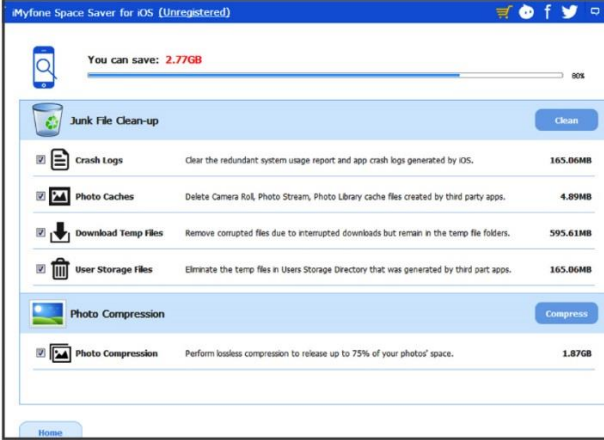 iMyfone Space Saver for iOS (Unregistered)
You can save: 2.77GB
80%
Junk File Clean-up
Clean
Crash Logs Clear the redundant system usage report and app crash logs generated by iOS. 165.06MB
Photo Caches Delete Camera Roll, Photo Stream, Photo Library cache files created by third party apps. 4.89MB
Download Temp Files Remove corrupted files due to interrupted downloads but remain in the temp file folders. 595.61MB
User Storage Files Eliminate the temp files in Users Storage Directory that was generated by third part apps. 165.06MB
Photo Compression
Compress
Photo Compression Perform lossless compression to release up to 75% of your photos' space. 1.87GB
Home